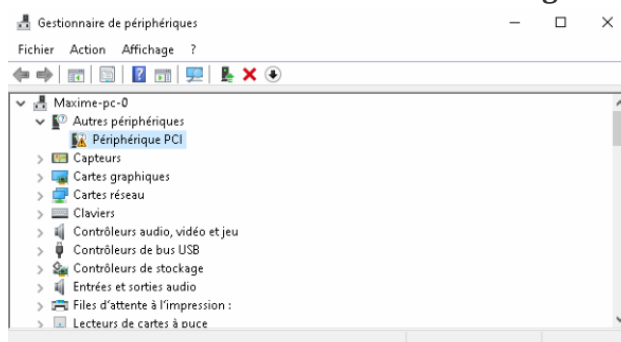 Gestionnaire de périphériques
Fichier Action Affichage ?
Maxime-pc-0
Autres périphériques
Périphérique PCI
Capteurs
Cartes graphiques
Cartes réseau
Claviers
Contrôleurs audio, vidéo et jeu
Contrôleurs de bus USB
Contrôleurs de stockage
Entrées et sorties audio
Files d'attente à l'impression :
Lecteurs de cartes à puce